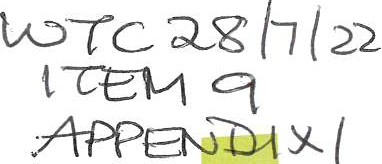 WTC 28/7/22
ITEM 9
APPENDIX 1